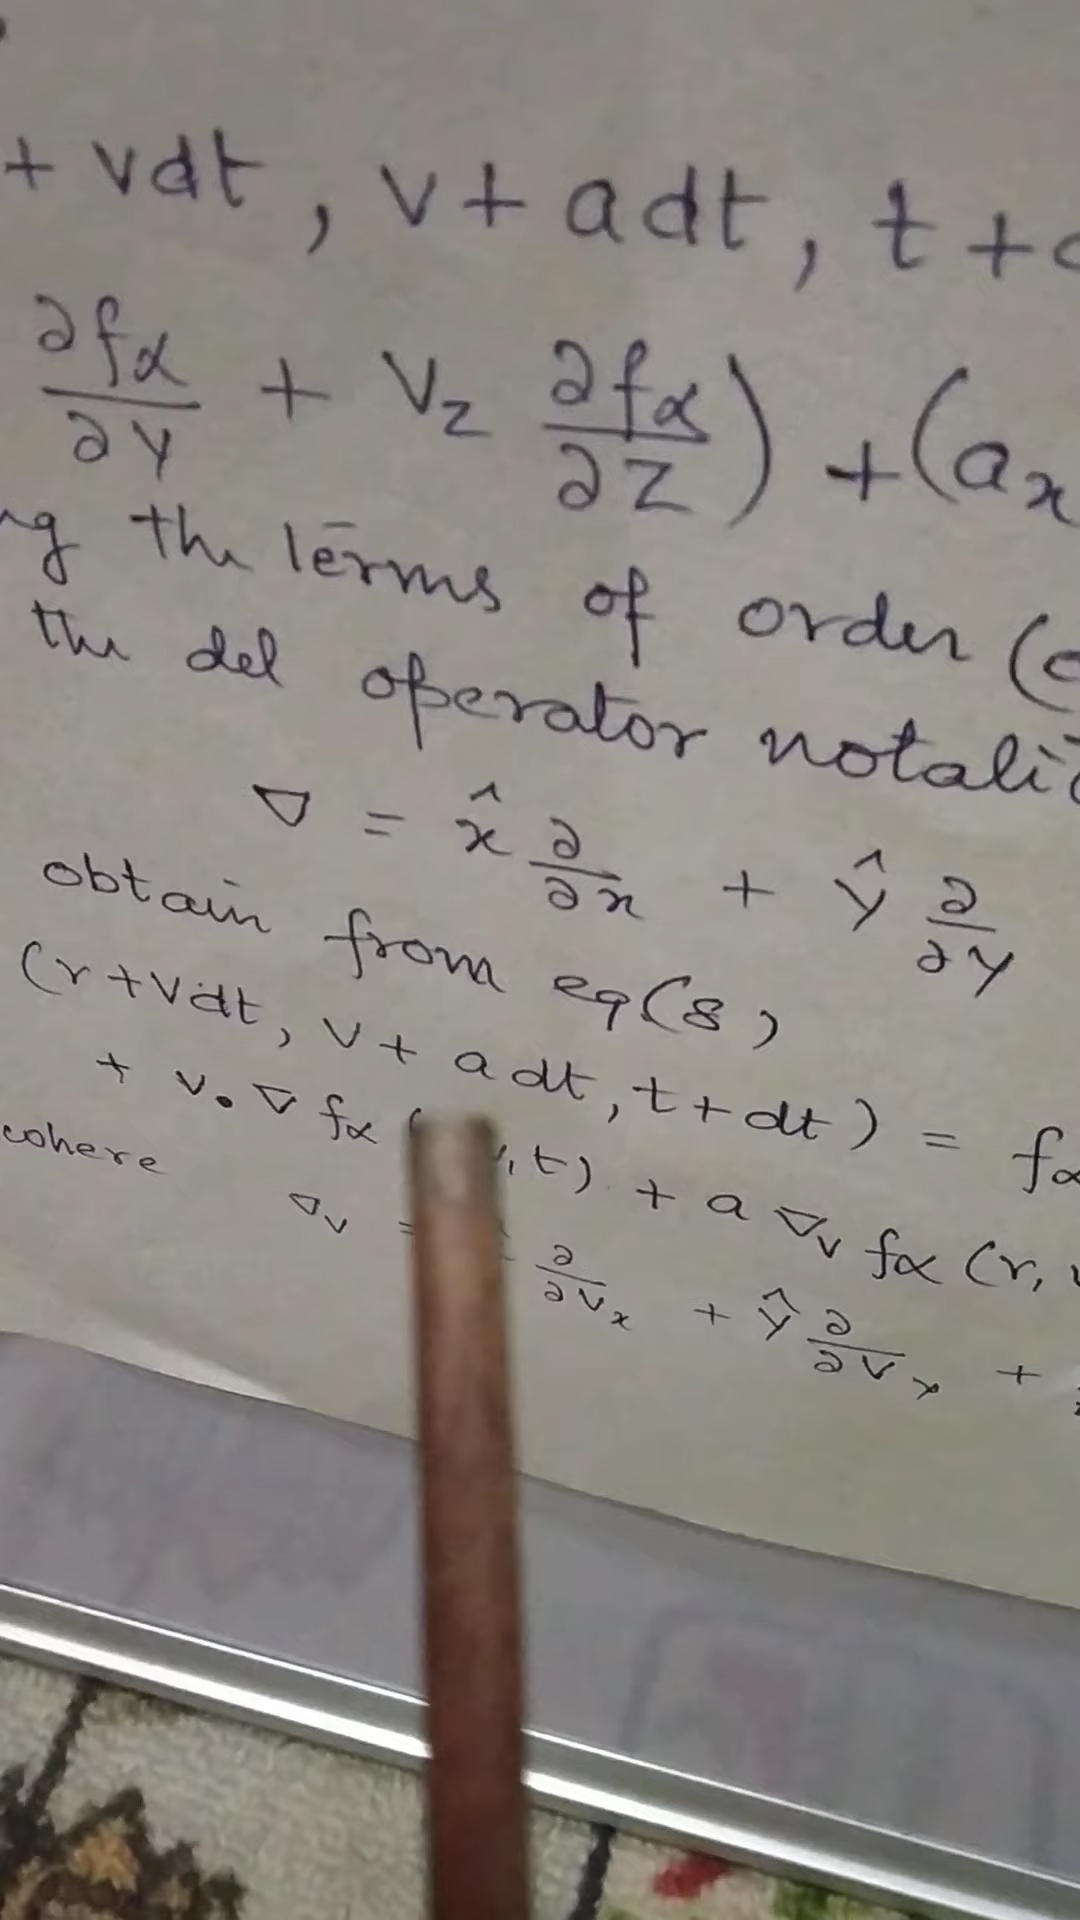 + vdt, v + adt, t +
∂fα/∂y + Vz ∂fα/∂z) + (ax
the terms of order (
the del operator
∇ = x̂ ∂/∂x + ŷ ∂/∂y
obtain from eq(8)
(r+vdt, v + adt, t + dt) = fα
+ v.∇ fα ( , t) + a ∇v fα (r,
where
∇v = ∂/∂vx + ŷ ∂/∂vy +